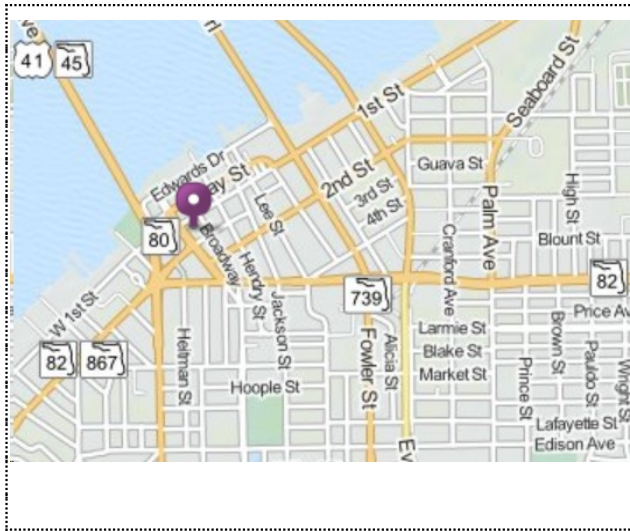 41
45
1st St
Seaboard St
Edwards Dr
ay St
2nd St
Guava St
3rd St
4th St
Lee St
High St
Palm Ave
80
Broadway
Cranford Ave
Blount St
Hendry St
82
739
W 1st St
Jackson St
Price Av
Heitman St
Larmie St
Brown St
82
867
Fowler St
Alicia St
Blake St
Market St
Prince St
Pauldo St
Wright St
Hoople St
Lafayette St
Edison Ave
Ev